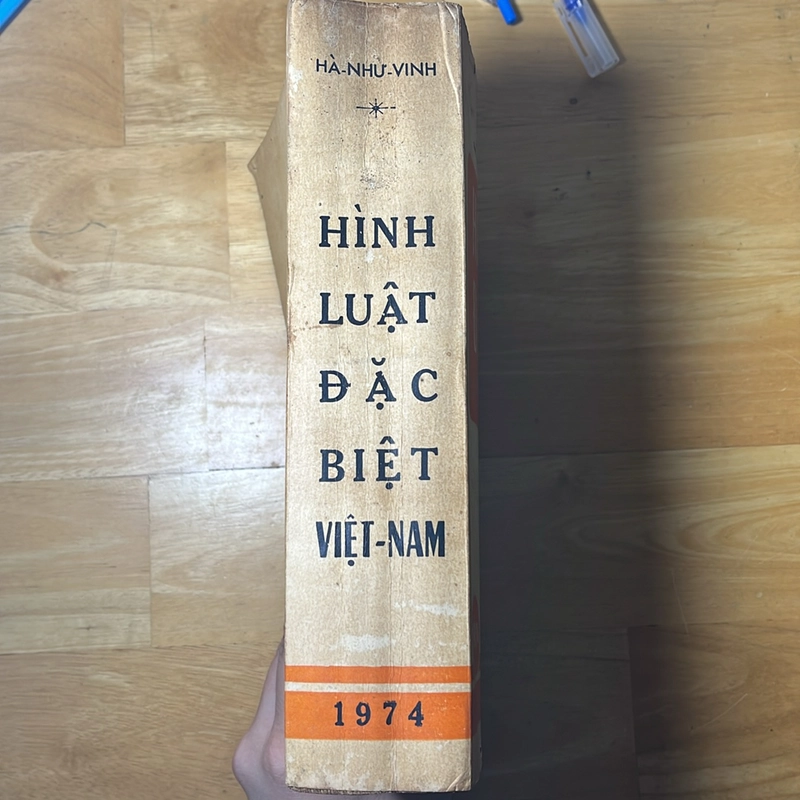 HÀ-NHƯ-VINH
HÌNH
LUẬT
ĐẶC
BIỆT
VIỆT-NAM
1974